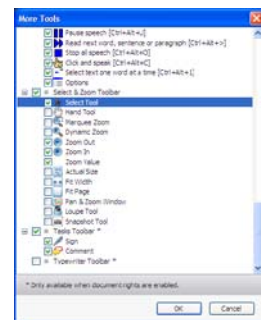 More Tools
Pause speech [Ctrl+Alt+J]
Read next word, sentence or paragraph [Ctrl+Alt+>]
Stop all speech [Ctrl+Alt+O]
Click and speak [Ctrl+Alt+L]
Select text one word at a time [Ctrl+Alt+1]
Options
Select & Zoom Toolbar
Select Tool
Hand Tool
Marquee Zoom
Dynamic Zoom
Zoom Out
Zoom In
Zoom Value
Actual Size
Fit Width
Fit Page
Pan & Zoom Window
Loupe Tool
Snapshot Tool
Tasks Toolbar *
Sign
Comment
Typewriter Toolbar *
* Only available when document rights are enabled.
OK
Cancel